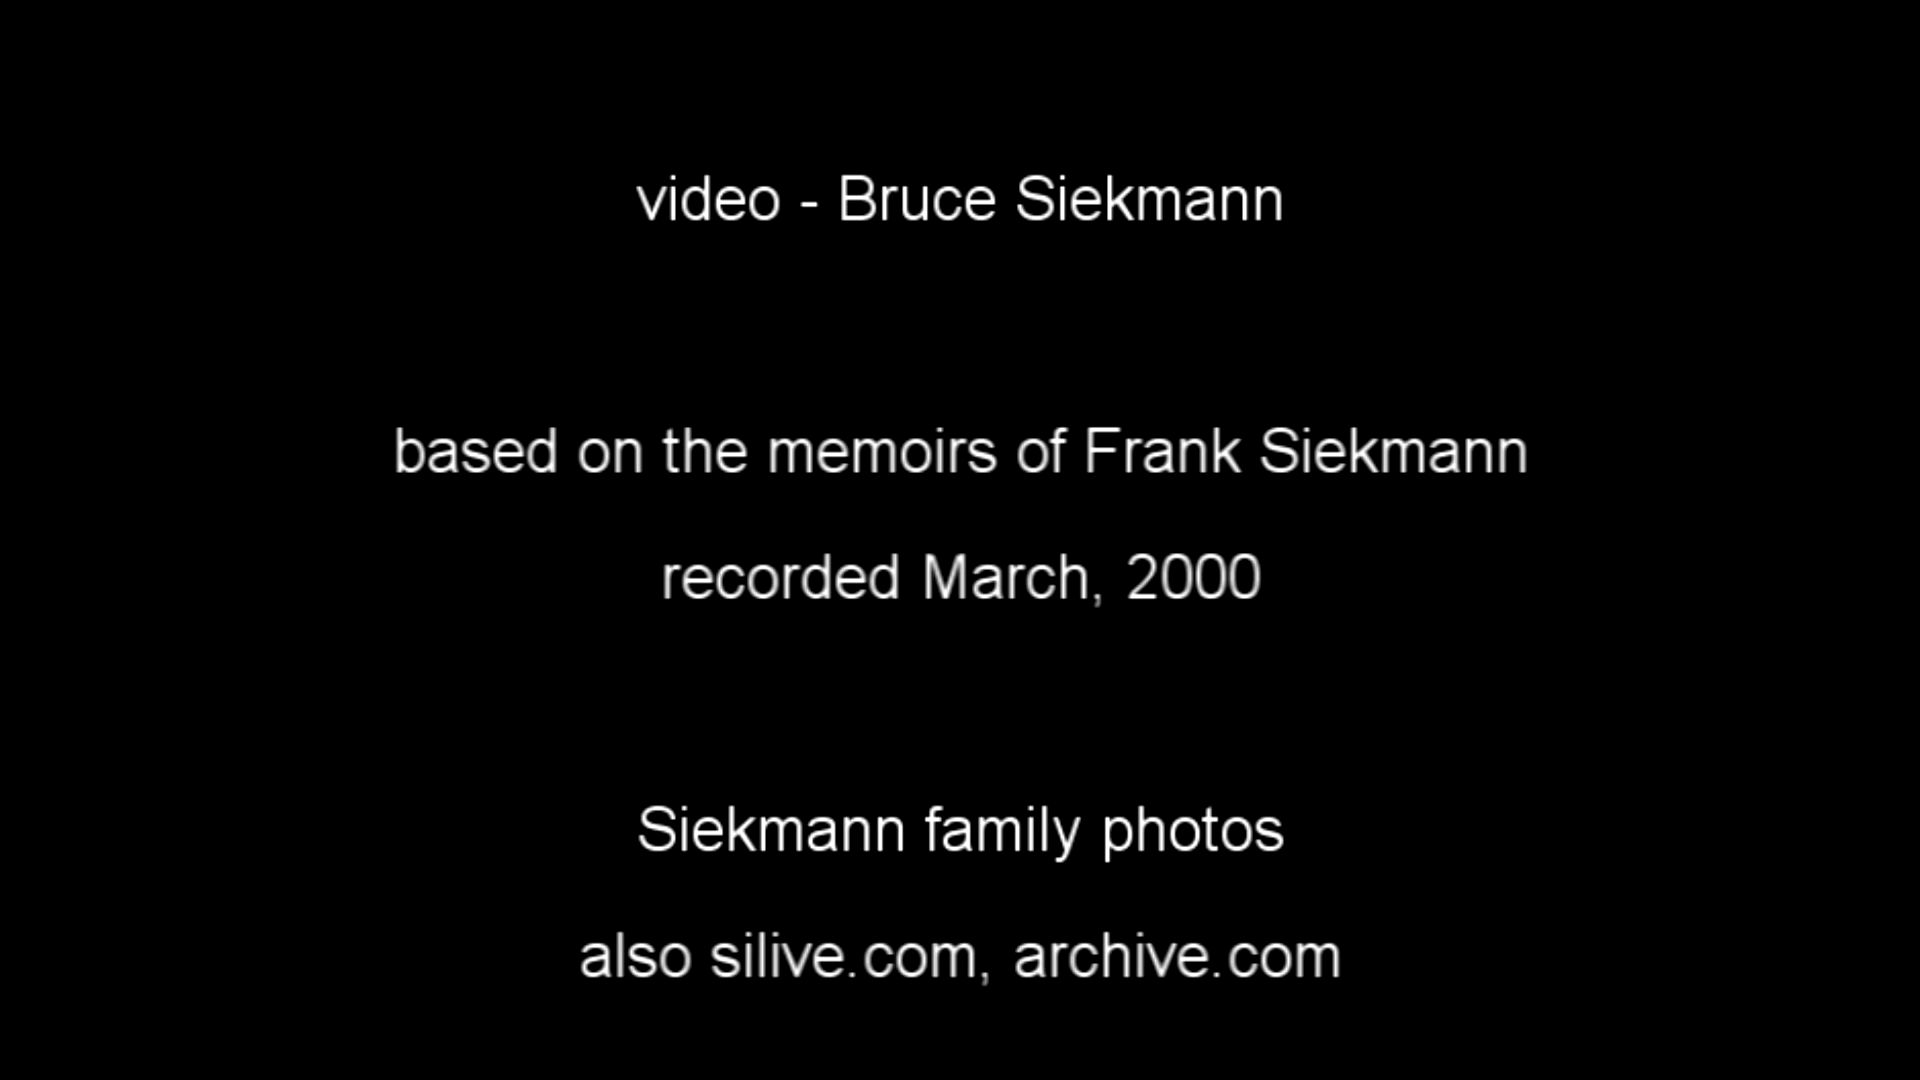 video - Bruce Siekmann
based on the memoirs of Frank Siekmann
recorded March, 2000
Siekmann family photos
also silive.com, archive.com